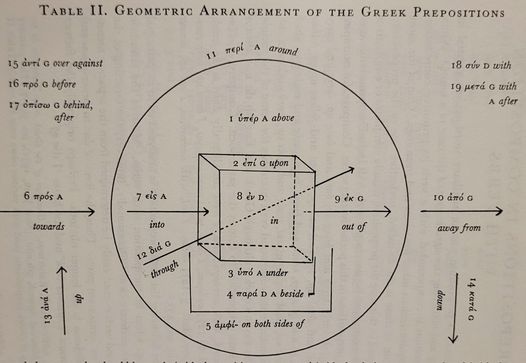 TABLE II. GEOMETRIC ARRANGEMENT OF THE GREEK PREPOSITIONS
11 περί A around
15 ἀντί G over against
16 πρό G before
17 ὀπίσω G behind,
after
18 σύν D with
19 μετά G with
A after
1 ὑπέρ A above
2 ἐπί G upon
6 πρός A
towards
7 εἰς A
into
8 ἐν D
in
9 ἐκ G
out of
10 ἀπό G
away from
12 διά G
through
3 ὑπό A under
4 παρά D A beside
5 ἀμφι- on both sides of
13 ἀνά A
up
14 κατά G
down